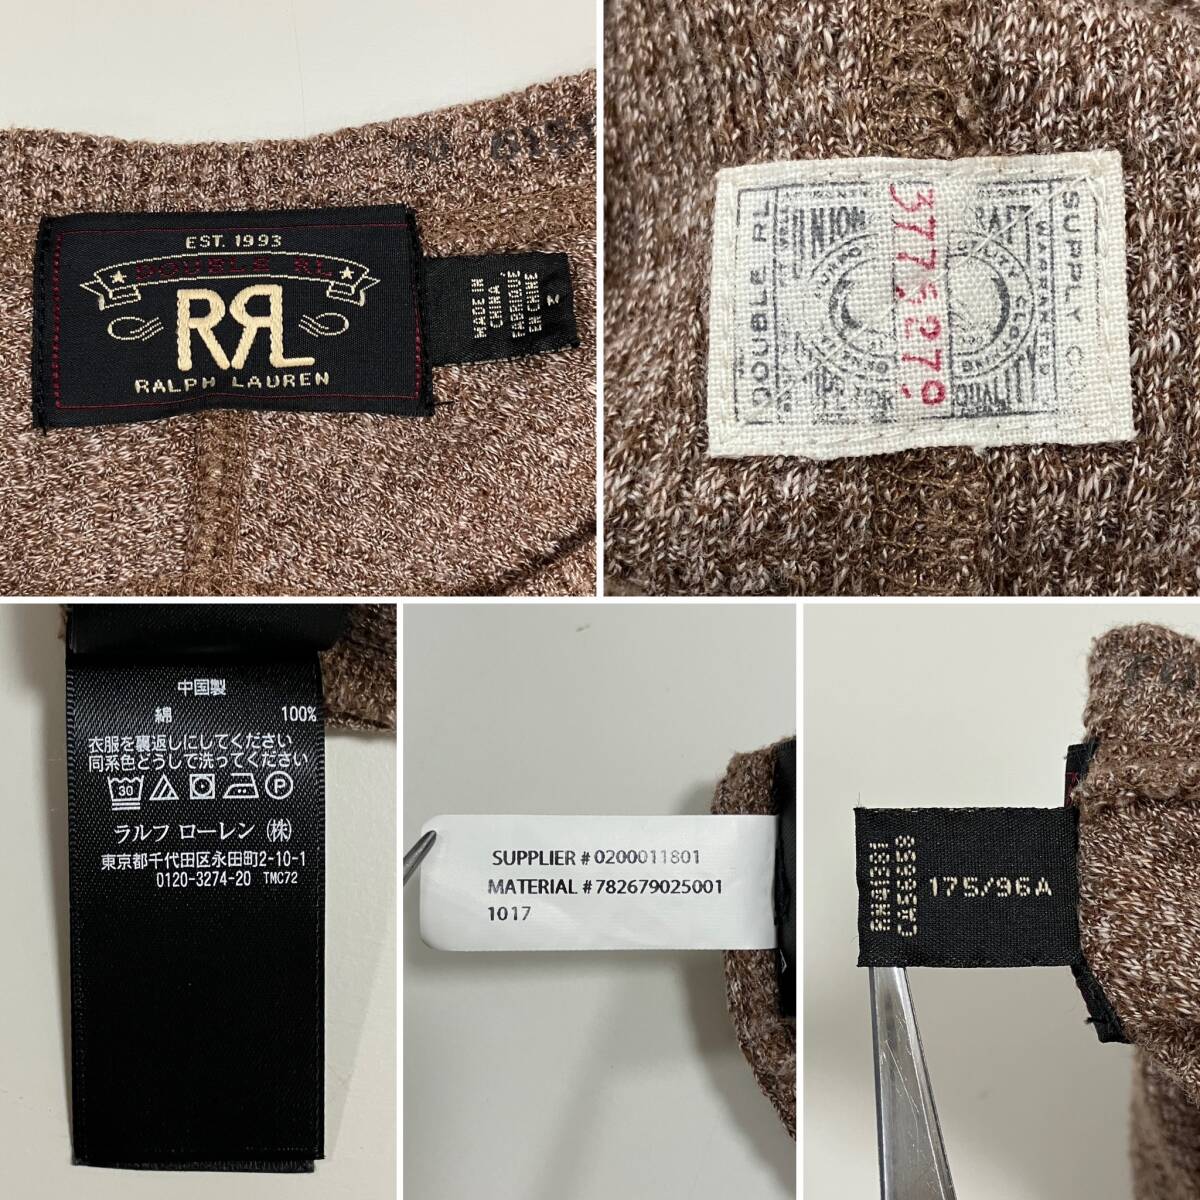 EST. 1993
DOUBLE RL
RRL
RALPH LAUREN
MADE IN
CHINA
FABRIQUÉ
EN CHINE
M
DOUBLE RL
SUPPLY CO.
WARRANTED
377S270.
中国製
綿 100%
衣服を裏返しにしてください
同系色どうしで洗ってください
30
P
ラルフ ローレン (株)
東京都千代田区永田町2-10-1
0120-3274-20 TMC72
SUPPLIER # 0200011801
MATERIAL # 782679025001
1017
175/96A